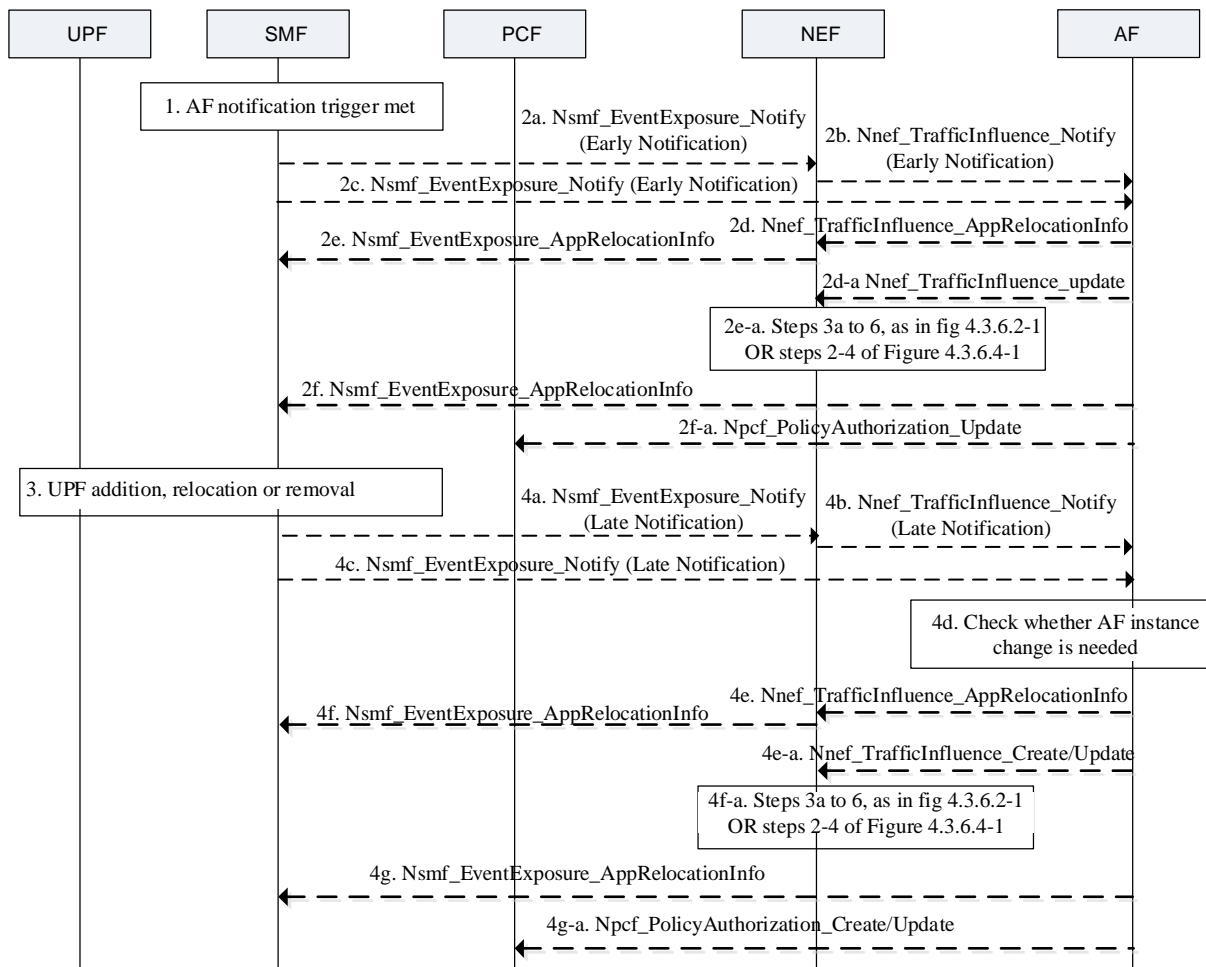 UPF SMF PCF NEF AF
1. AF notification trigger met
2a. Nsmf_EventExposure_Notify
(Early Notification)
2b. Nnef_TrafficInfluence_Notify
(Early Notification)
2c. Nsmf_EventExposure_Notify (Early Notification)
2d. Nnef_TrafficInfluence_AppRelocationInfo
2e. Nsmf_EventExposure_AppRelocationInfo
2d-a Nnef_TrafficInfluence_update
2e-a. Steps 3a to 6, as in fig 4.3.6.2-1
OR steps 2-4 of Figure 4.3.6.4-1
2f. Nsmf_EventExposure_AppRelocationInfo
2f-a. Npcf_PolicyAuthorization_Update
3. UPF addition, relocation or removal
4a. Nsmf_EventExposure_Notify
(Late Notification)
4b. Nnef_TrafficInfluence_Notify
(Late Notification)
4c. Nsmf_EventExposure_Notify (Late Notification)
4d. Check whether AF instance
change is needed
4e. Nnef_TrafficInfluence_AppRelocationInfo
4f. Nsmf_EventExposure_AppRelocationInfo
4e-a. Nnef_TrafficInfluence_Create/Update
4f-a. Steps 3a to 6, as in fig 4.3.6.2-1
OR steps 2-4 of Figure 4.3.6.4-1
4g. Nsmf_EventExposure_AppRelocationInfo
4g-a. Npcf_PolicyAuthorization_Create/Update